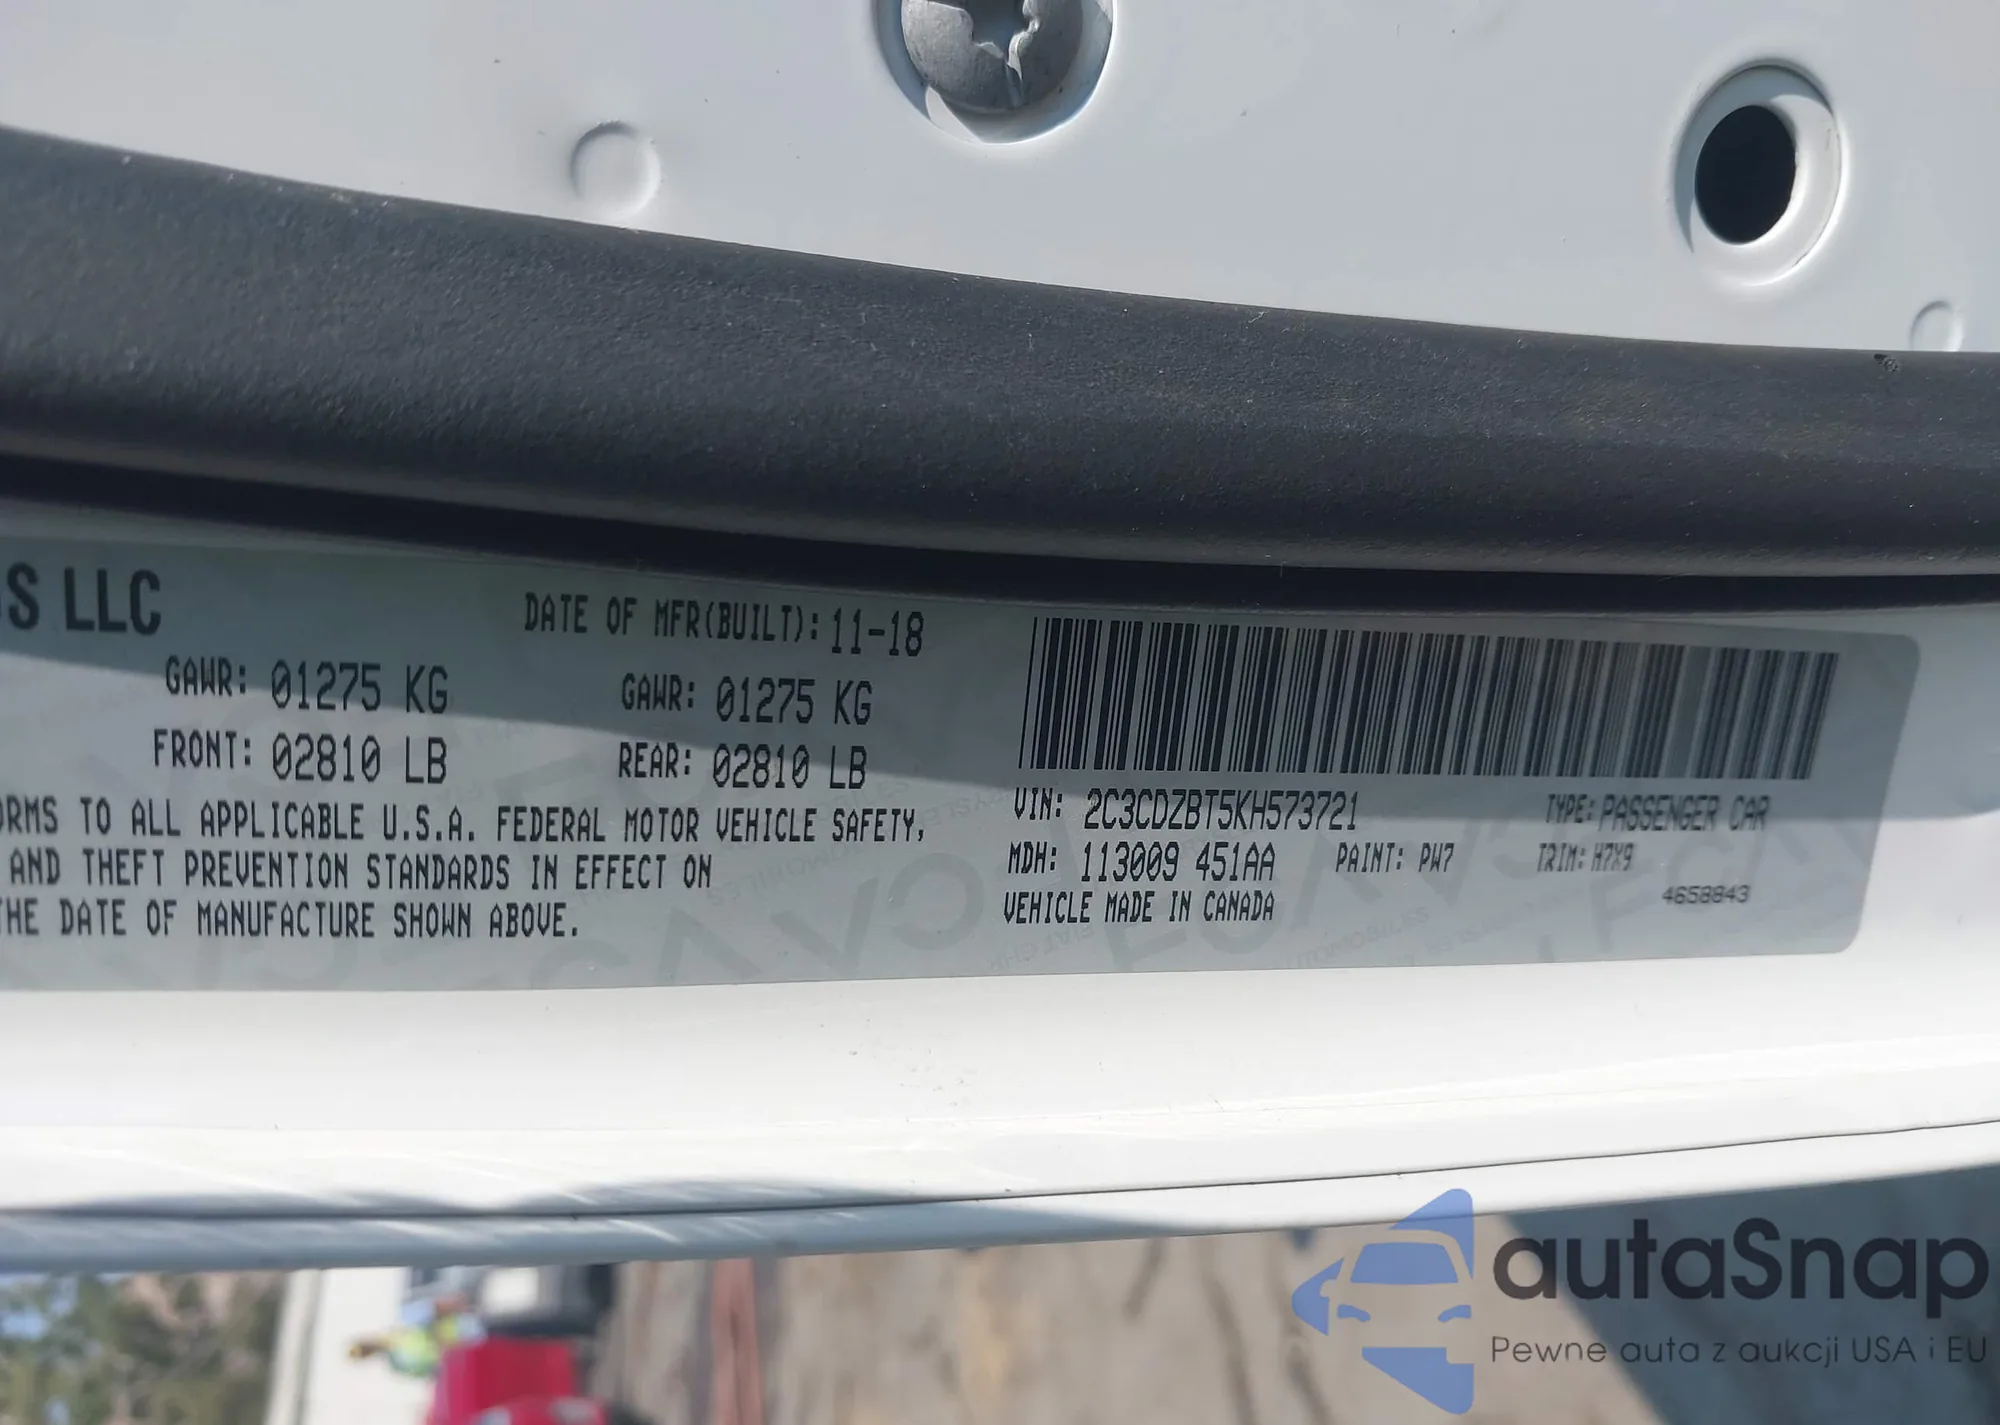 S LLC
DATE OF MFR(BUILT): 11-18
GAWR: 01275 KG
GAWR: 01275 KG
FRONT: 02810 LB
REAR: 02810 LB
ORMS TO ALL APPLICABLE U.S.A. FEDERAL MOTOR VEHICLE SAFETY,
AND THEFT PREVENTION STANDARDS IN EFFECT ON
THE DATE OF MANUFACTURE SHOWN ABOVE.
VIN: 2C3CDZBT5KH573721
TYPE: PASSENGER CAR
MDH: 113009 451AA
PAINT: PW7
TRIM: H7X9
VEHICLE MADE IN CANADA
4658843
autaSnap
Pewne auta z aukcji USA i EU